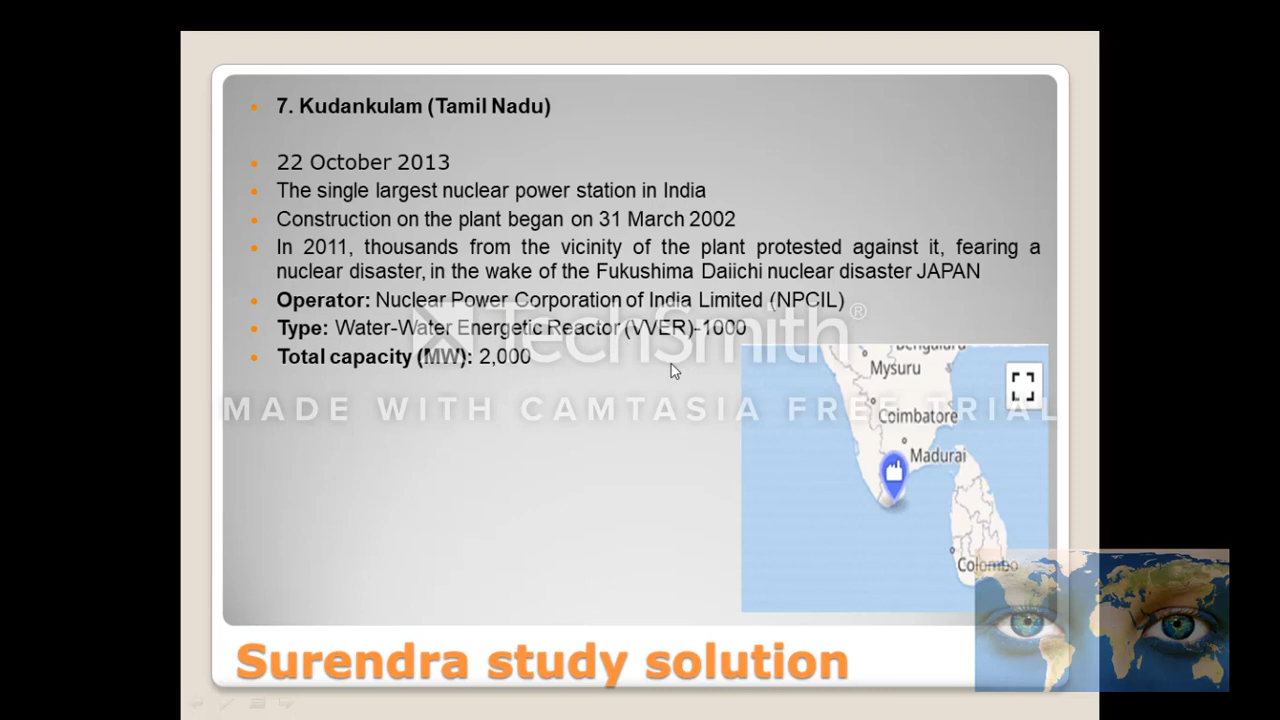 7. Kudankulam (Tamil Nadu)
22 October 2013
The single largest nuclear power station in India
Construction on the plant began on 31 March 2002
In 2011, thousands from the vicinity of the plant protested against it, fearing a
nuclear disaster, in the wake of the Fukushima Daiichi nuclear disaster JAPAN
Operator: Nuclear Power Corporation of India Limited (NPCIL)
Type: Water-Water Energetic Reactor (VVER)-1000
Total capacity (MW): 2,000
TechSmith®
MADE WITH CAMTASIA FREE TRIAL
Bengaluru
Mysuru
Coimbatore
Madurai
Colombo
Surendra study solution